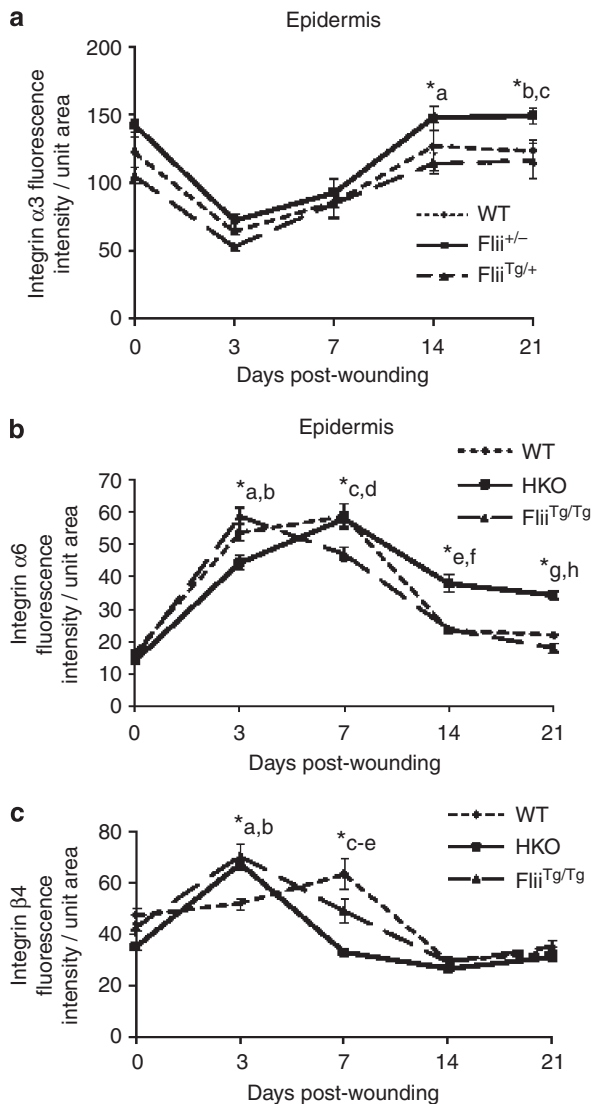 a
Epidermis
Integrin α3 fluorescence
intensity / unit area
200
150
100
50
0
*a
*b,c
WT
Flii+/–
FliiTg/+
0 3 7 14 21
Days post-wounding
b
Epidermis
Integrin α6
fluorescence
intensity / unit area
70
60
50
40
30
20
10
0
WT
HKO
FliiTg/Tg
*a,b
*c,d
*e,f
*g,h
0 3 7 14 21
Days post-wounding
c
Integrin β4
fluorescence
intensity / unit area
80
60
40
20
0
*a,b
*c-e
WT
HKO
FliiTg/Tg
0 3 7 14 21
Days post-wounding